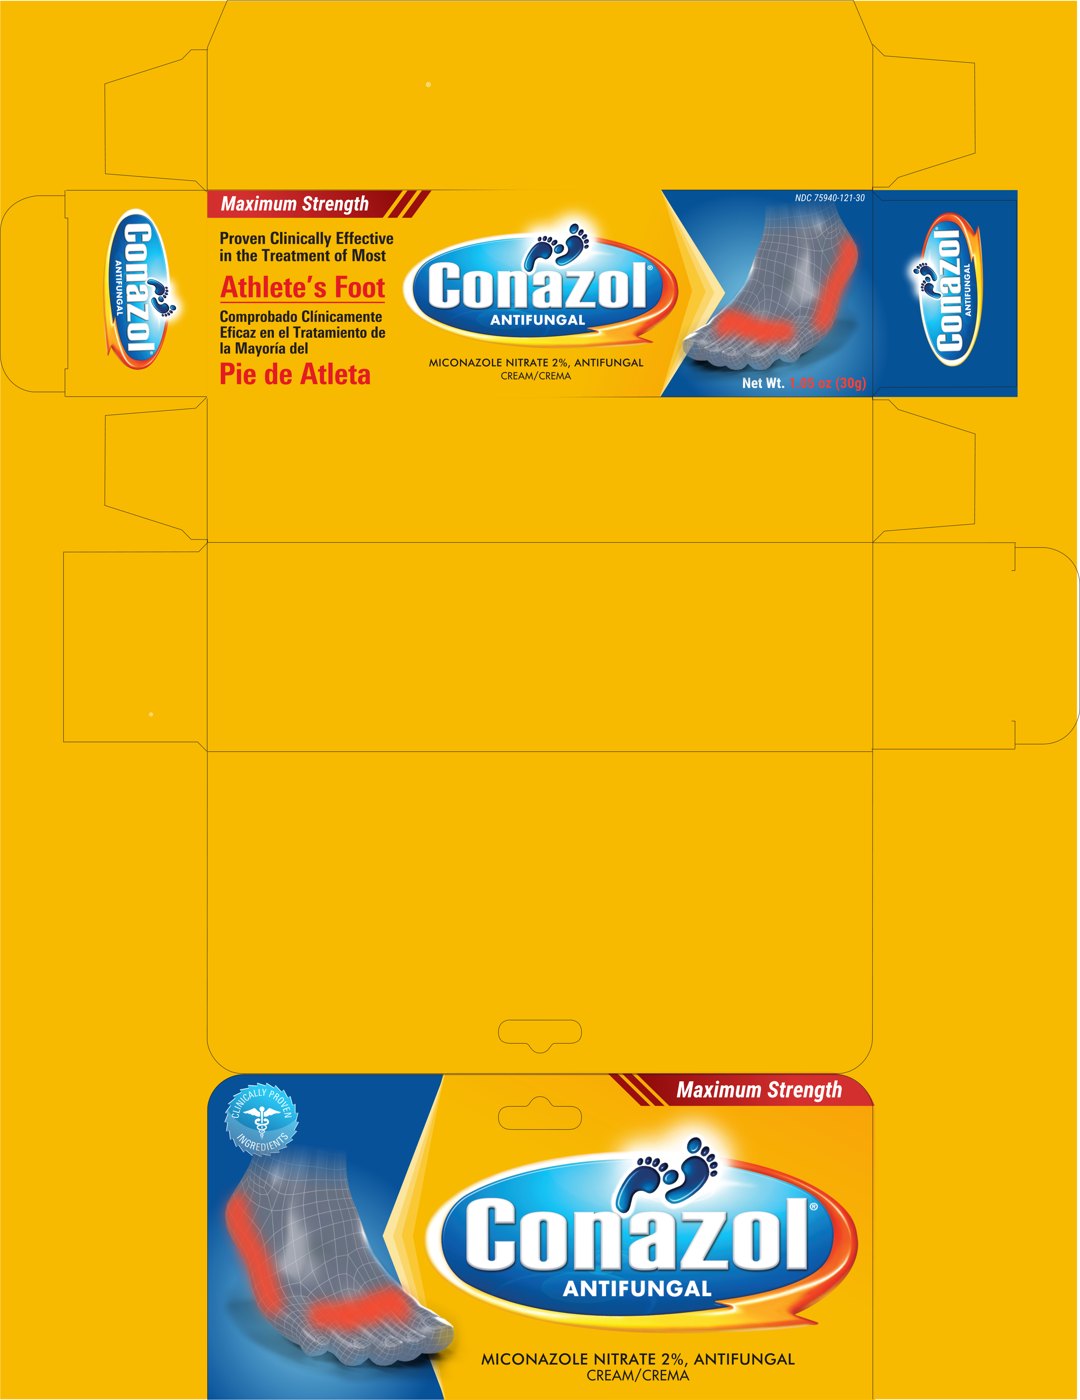 Maximum Strength
NDC 75940-121-30
Proven Clinically Effective
in the Treatment of Most
Athlete's Foot
Comprobado Clínicamente
Eficaz en el Tratamiento de
la Mayoría del
Pie de Atleta
Conazol®
ANTIFUNGAL
MICONAZOLE NITRATE 2%, ANTIFUNGAL
CREAM/CREMA
Net Wt. 1.05 oz (30g)
Conazol®
ANTIFUNGAL
Conazol®
ANTIFUNGAL
CLINICALLY PROVEN
INGREDIENTS
Maximum Strength
Conazol®
ANTIFUNGAL
MICONAZOLE NITRATE 2%, ANTIFUNGAL
CREAM/CREMA